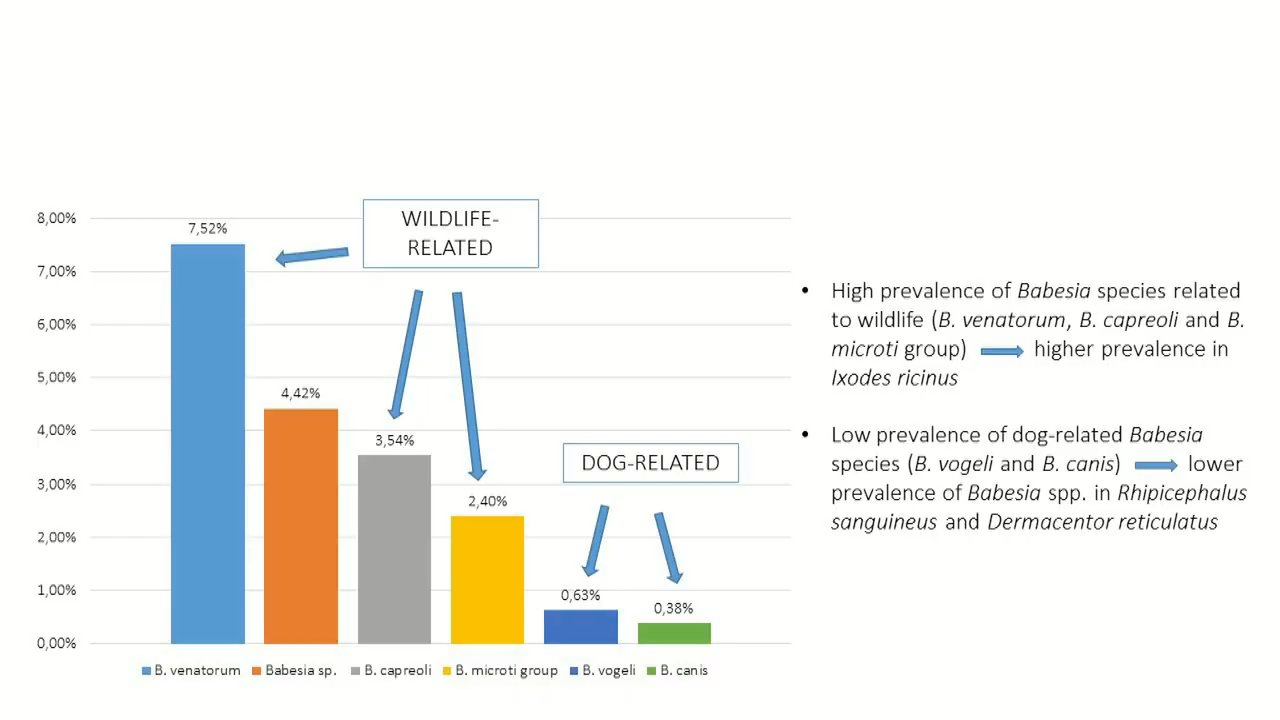 8,00%
7,00%
6,00%
5,00%
4,00%
3,00%
2,00%
1,00%
0,00%
7,52%
4,42%
3,54%
2,40%
0,63%
0,38%
WILDLIFE-
RELATED
DOG-RELATED
B. venatorum
Babesia sp.
B. capreoli
B. microti group
B. vogeli
B. canis
• High prevalence of Babesia species related
to wildlife (B. venatorum, B. capreoli and B.
microti group) higher prevalence in
Ixodes ricinus
• Low prevalence of dog-related Babesia
species (B. vogeli and B. canis) lower
prevalence of Babesia spp. in Rhipicephalus
sanguineus and Dermacentor reticulatus